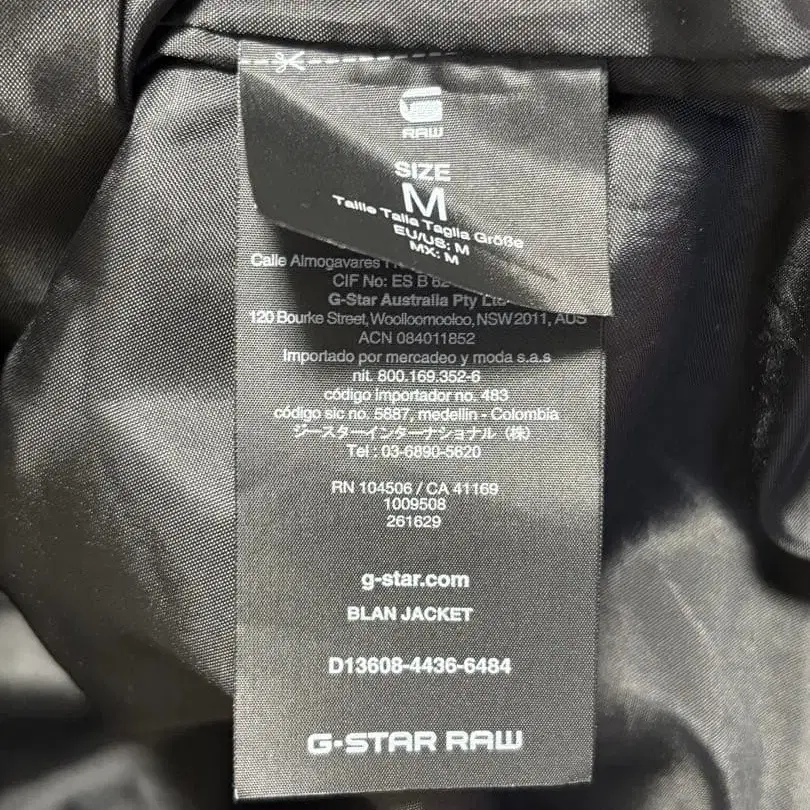 RAW
SIZE
M
Taille Talla Taglia Größe
EU/US: M
MX: M
Calle Almogavares
CIF No: ES B 62
G-Star Australia Pty Ltd
120 Bourke Street, Woolloomooloo, NSW 2011, AUS
ACN 084011852
Importado por mercadeo y moda s.a.s
nit. 800.169.352-6
código importador no. 483
código sic no. 5887, medellin - Colombia
ジースターインターナショナル（株）
Tel : 03-6890-5620
RN 104506 / CA 41169
1009508
261629
g-star.com
BLAN JACKET
D13608-4436-6484
G-STAR RAW